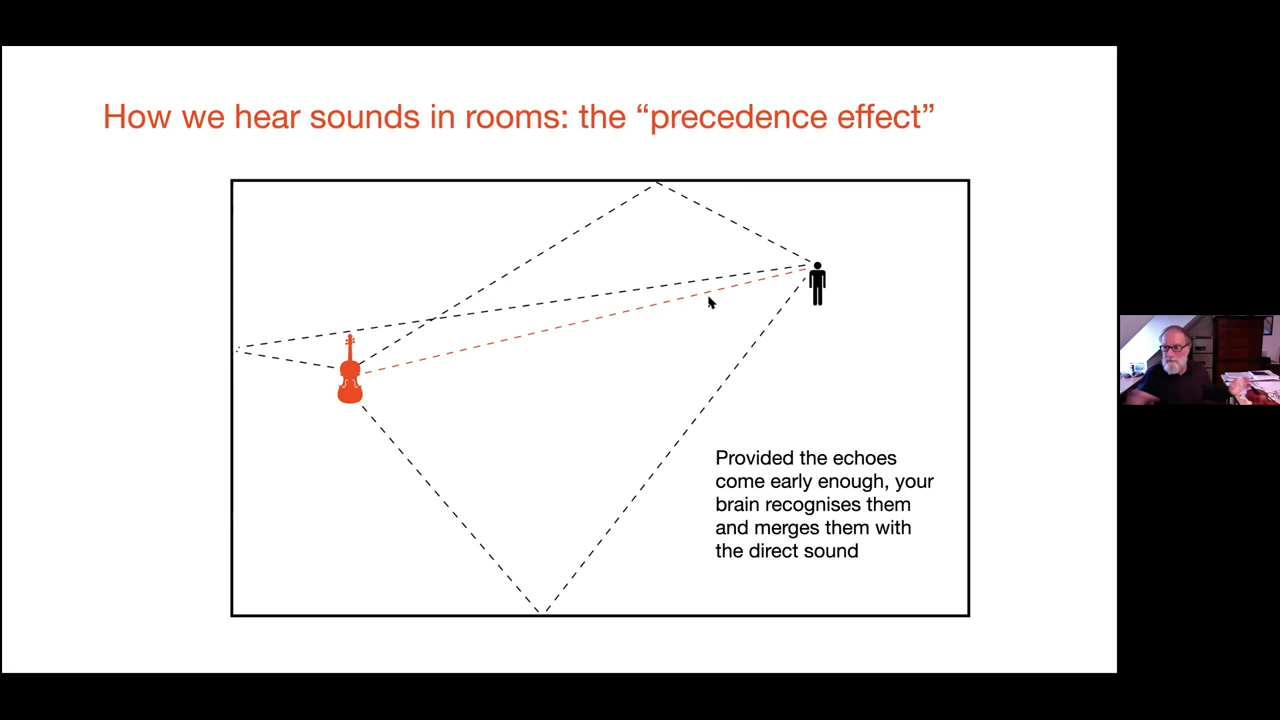 How we hear sounds in rooms: the “precedence effect”
Provided the echoes
come early enough, your
brain recognises them
and merges them with
the direct sound